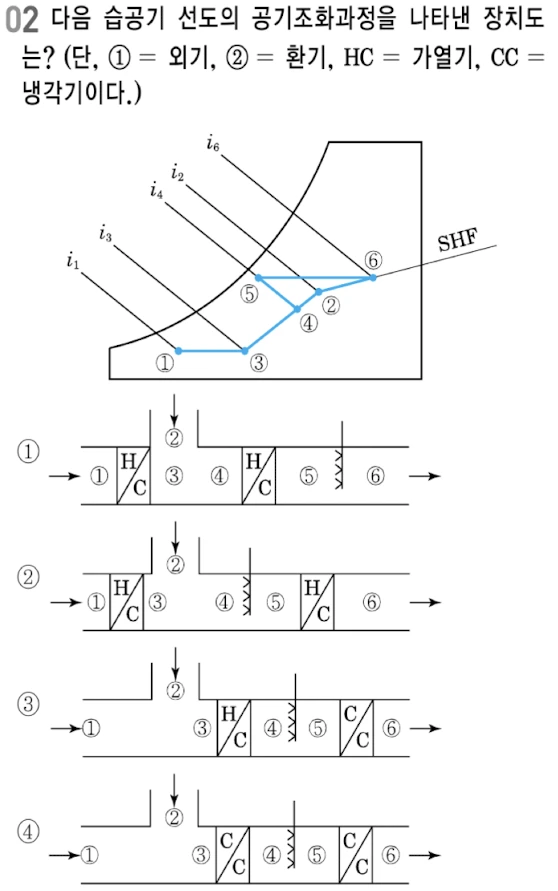 02 다음 습공기 선도의 공기조화과정을 나타낸 장치도
는? (단, ① = 외기, ② = 환기, HC = 가열기, CC =
냉각기이다.)
i6
i2
i4
i3
i1
SHF
⑥
⑤
②
④
①
③
①
②
① H C ③ ④ H C ⑤ ⑥
②
②
① H C ③ ④ ⑤ H C ⑥
③
②
① ③ H C ④ ⑤ C C ⑥
④
②
① ③ C C ④ ⑤ C C ⑥